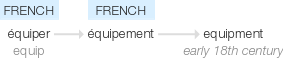 FRENCH FRENCH
équiper équipement equipment
equip early 18th century